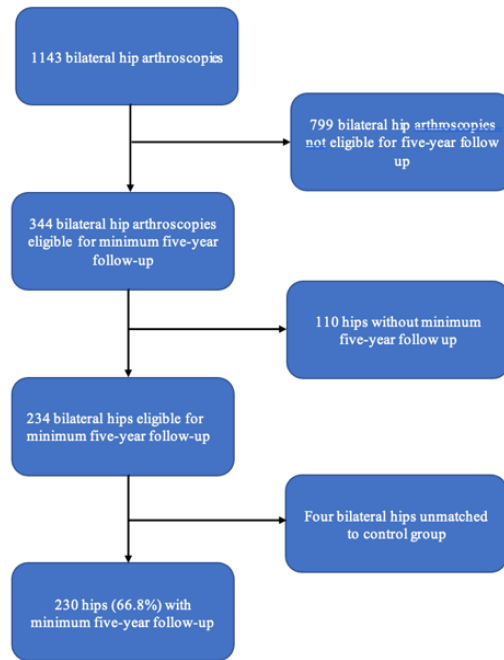 1143 bilateral hip arthroscopies
799 bilateral hip arthroscopies
not eligible for five-year follow
up
344 bilateral hip arthroscopies
eligible for minimum five-year
follow-up
110 hips without minimum
five-year follow up
234 bilateral hips eligible for
minimum five-year follow-up
Four bilateral hips unmatched
to control group
230 hips (66.8%) with
minimum five-year follow-up